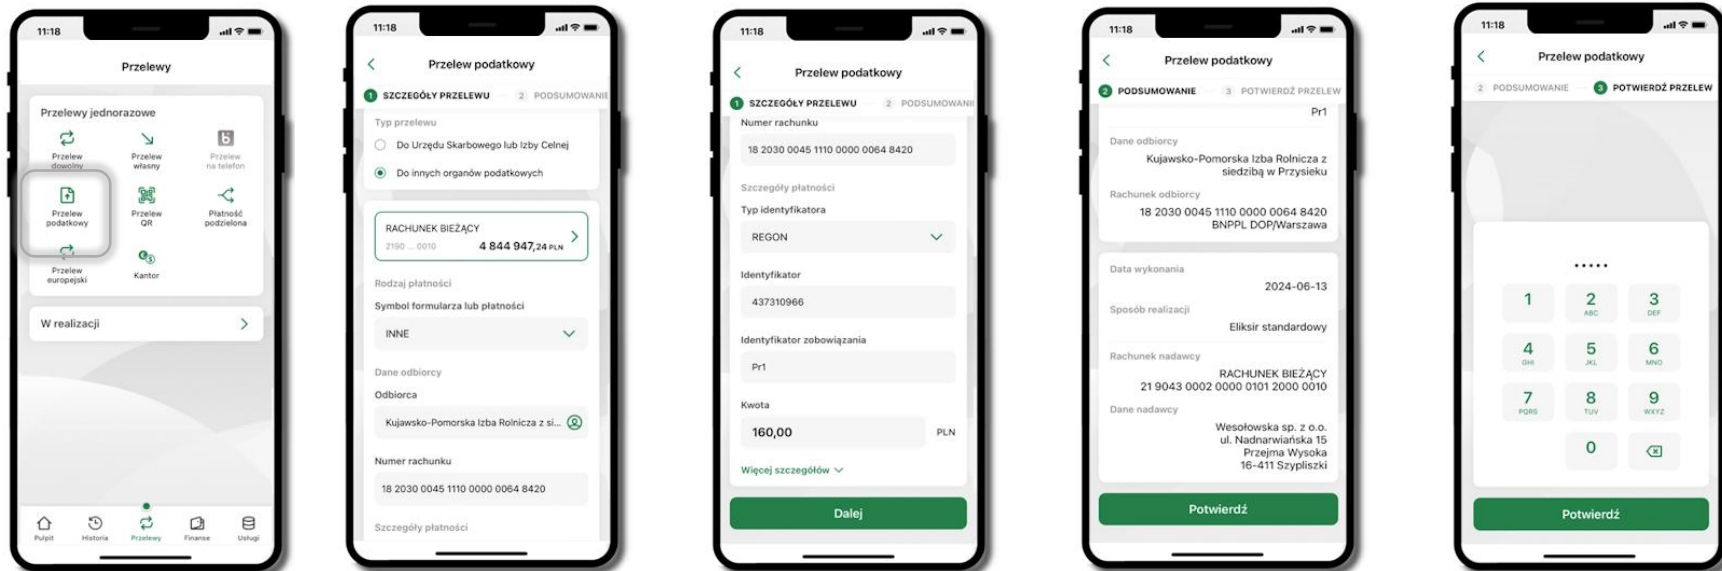 11:18
Przelewy
Przelewy jednorazowe
Przelew dowolny
Przelew własny
Przelew na telefon
Przelew podatkowy
Przelew QR
Płatność podzielona
Przelew europejski
Kantor
W realizacji
Pulpit
Historia
Przelewy
Finanse
Usługi
11:18
Przelew podatkowy
1 SZCZEGÓŁY PRZELEWU 2 PODSUMOWANIE
Typ przelewu
Do Urzędu Skarbowego lub Izby Celnej
Do innych organów podatkowych
RACHUNEK BIEŻĄCY
2190 ... 0010 4 844 947,24 PLN
Rodzaj płatności
Symbol formularza lub płatności
INNE
Dane odbiorcy
Odbiorca
Kujawsko-Pomorska Izba Rolnicza z si...
Numer rachunku
18 2030 0045 1110 0000 0064 8420
Szczegóły płatności
11:18
Przelew podatkowy
1 SZCZEGÓŁY PRZELEWU 2 PODSUMOWANIE
Numer rachunku
18 2030 0045 1110 0000 0064 8420
Szczegóły płatności
Typ identyfikatora
REGON
Identyfikator
437310966
Identyfikator zobowiązania
Pr1
Kwota
160,00 PLN
Więcej szczegółów
Dalej
11:18
Przelew podatkowy
2 PODSUMOWANIE 3 POTWIERDŹ PRZELEW
Pr1
Dane odbiorcy
Kujawsko-Pomorska Izba Rolnicza z
siedzibą w Przysieku
Rachunek odbiorcy
18 2030 0045 1110 0000 0064 8420
BNPPL DOP/Warszawa
Data wykonania
2024-06-13
Sposób realizacji
Eliksir standardowy
Rachunek nadawcy
RACHUNEK BIEŻĄCY
21 9043 0002 0000 0101 2000 0010
Dane nadawcy
Wesołowska sp. z o.o.
ul. Nadnarwiańska 15
Przejma Wysoka
16-411 Szypliszki
Potwierdź
11:18
Przelew podatkowy
2 PODSUMOWANIE 3 POTWIERDŹ PRZELEW
1
2 ABC
3 DEF
4 GHI
5 JKL
6 MNO
7 PQRS
8 TUV
9 WXYZ
0
Potwierdź